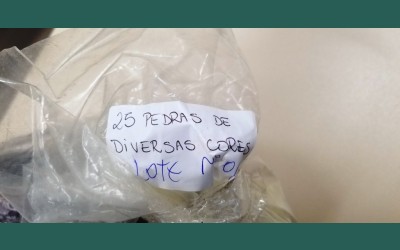 25 PEDRAS DE
DIVERSAS CORES
Lote